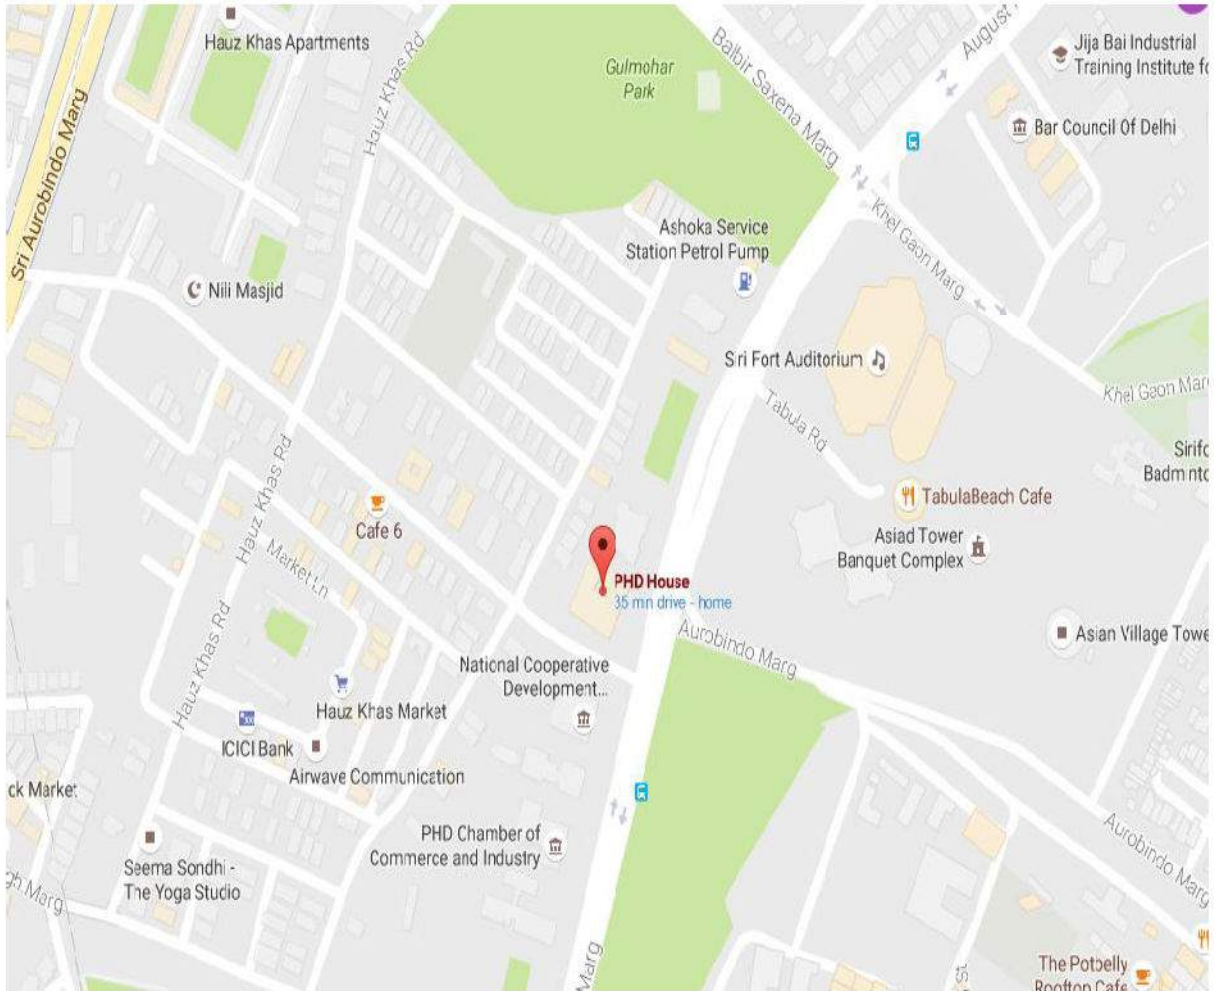 Hauz Khas Apartments
Hauz Khas Rd
Gulmohar
Park
Balbir Saxena Marg
August
Jija Bai Industrial
Training Institute fo
Bar Council Of Delhi
Sri Aurobindo Marg
Nili Masjid
Ashoka Service
Station Petrol Pump
Khel Gaon Marg
Siri Fort Auditorium
Tabula Rd
Khel Gaon Mar
Sirifo
Badminto
Hauz Khas Rd
Cafe 6
TabulaBeach Cafe
Asiad Tower
Banquet Complex
Market Ln
PHD House
35 min drive - home
Aurobindo Marg
Asian Village Towe
Hauz Khas Rd
National Cooperative
Development...
Hauz Khas Market
ICICI Bank
Airwave Communication
ck Market
PHD Chamber of
Commerce and Industry
Seema Sondhi -
The Yoga Studio
gh Marg
Aurobindo Marg
Marg
The Potbelly
Rooftop Cafe